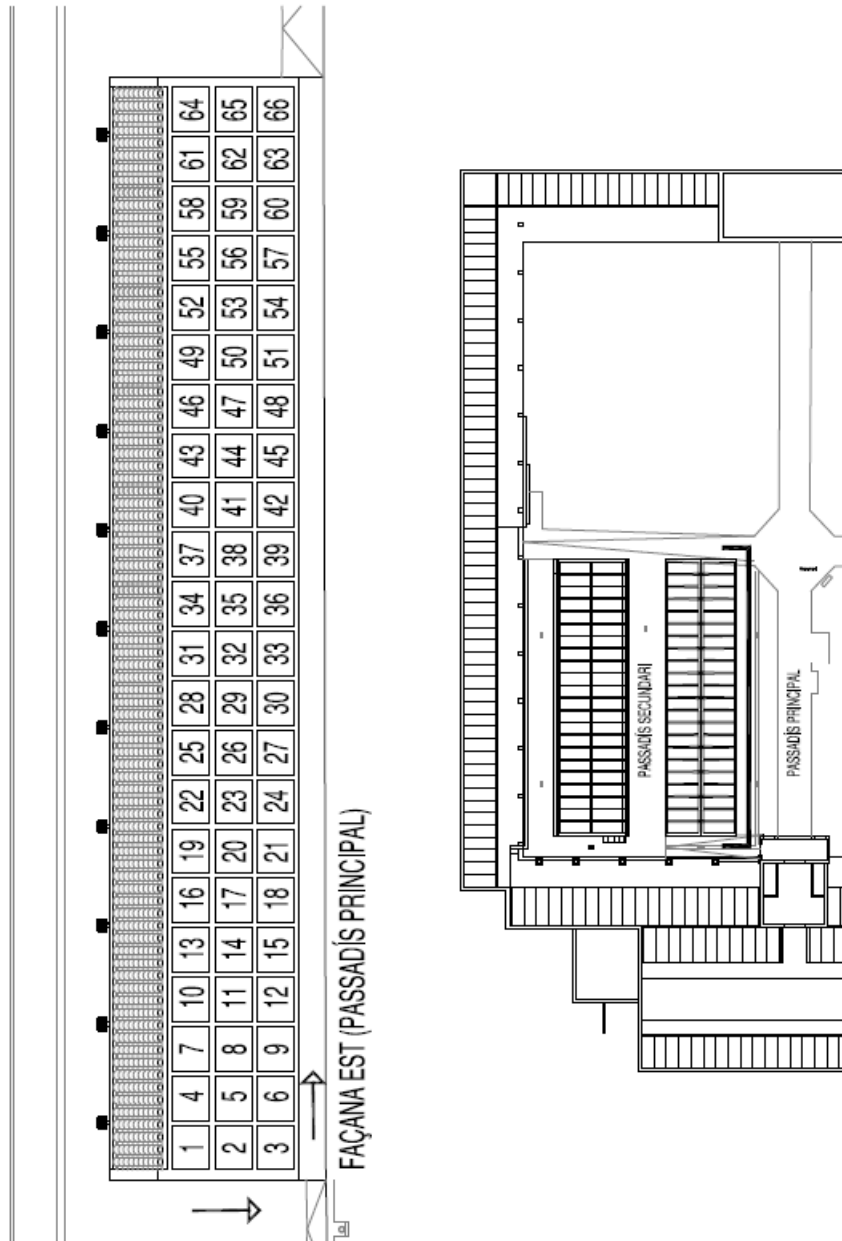 1 4 7 10 13 16 19 22 25 28 31 34 37 40 43 46 49 52 55 58 61 64
2 5 8 11 14 17 20 23 26 29 32 35 38 41 44 47 50 53 56 59 62 65
3 6 9 12 15 18 21 24 27 30 33 36 39 42 45 48 51 54 57 60 63 66
FAÇANA EST (PASSADÍS PRINCIPAL)
PASSADÍS SECUNDARI
PASSADÍS PRINCIPAL